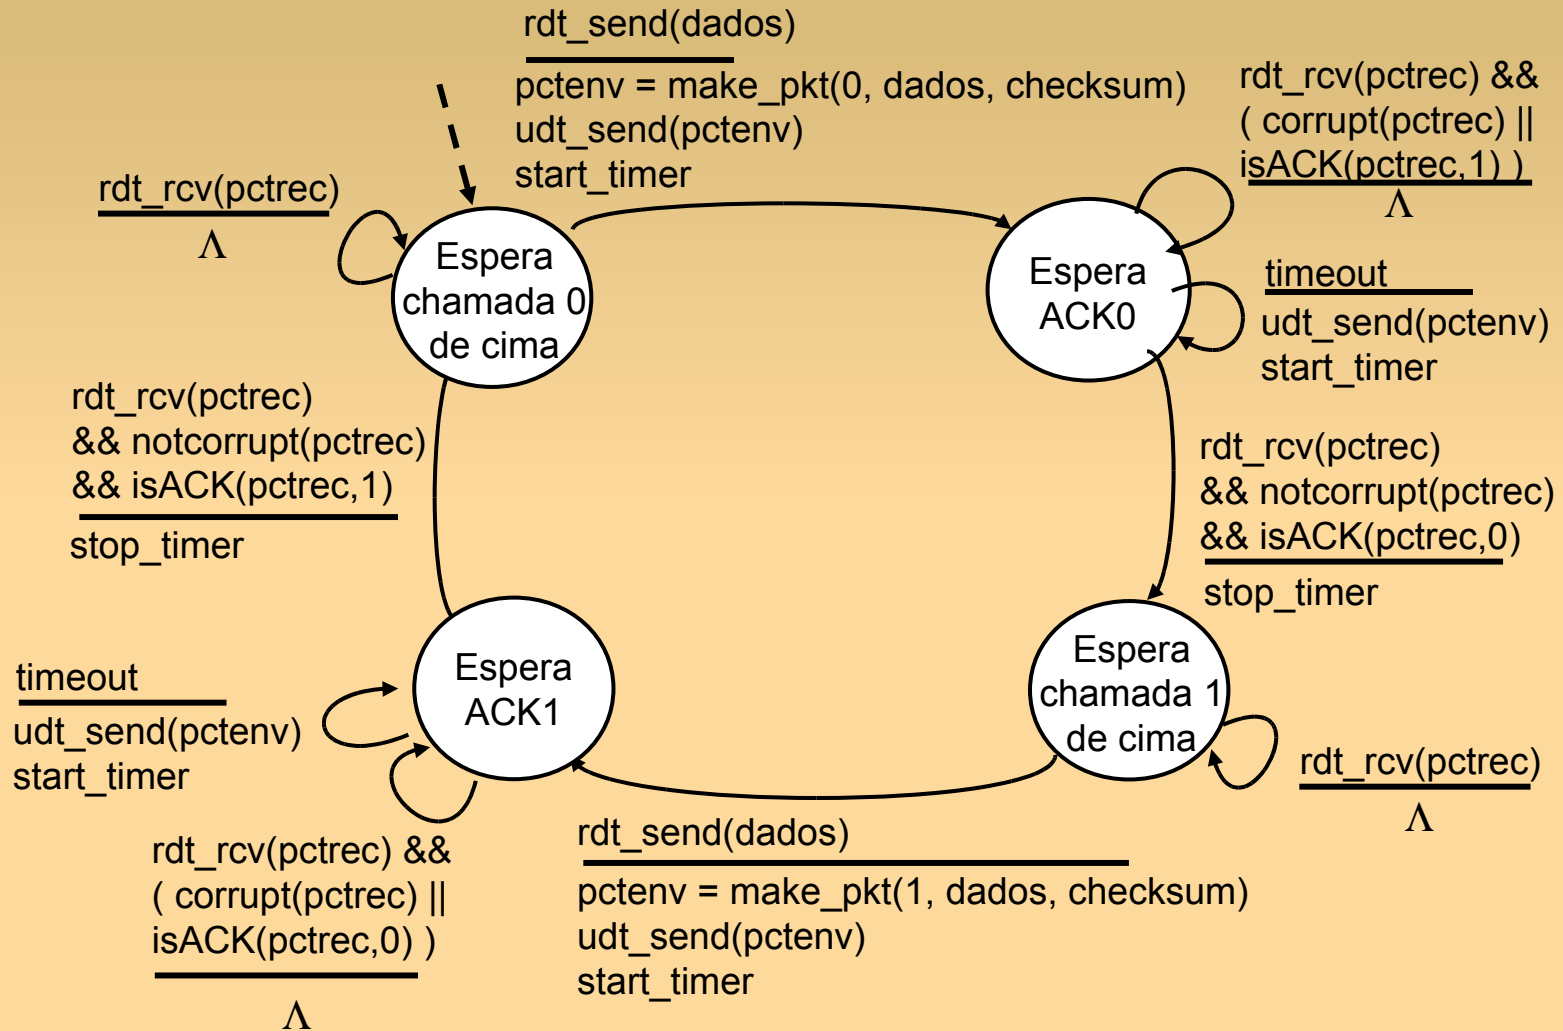 rdt_send(dados)
pctenv = make_pkt(0, dados, checksum)
udt_send(pctenv)
start_timer
rdt_rcv(pctrec) &&
( corrupt(pctrec) ||
isACK(pctrec,1) )
Λ
rdt_rcv(pctrec)
Λ
Espera
chamada 0
de cima
Espera
ACK0
timeout
udt_send(pctenv)
start_timer
rdt_rcv(pctrec)
&& notcorrupt(pctrec)
&& isACK(pctrec,1)
stop_timer
rdt_rcv(pctrec)
&& notcorrupt(pctrec)
&& isACK(pctrec,0)
stop_timer
Espera
ACK1
Espera
chamada 1
de cima
timeout
udt_send(pctenv)
start_timer
rdt_rcv(pctrec)
Λ
rdt_rcv(pctrec) &&
( corrupt(pctrec) ||
isACK(pctrec,0) )
Λ
rdt_send(dados)
pctenv = make_pkt(1, dados, checksum)
udt_send(pctenv)
start_timer